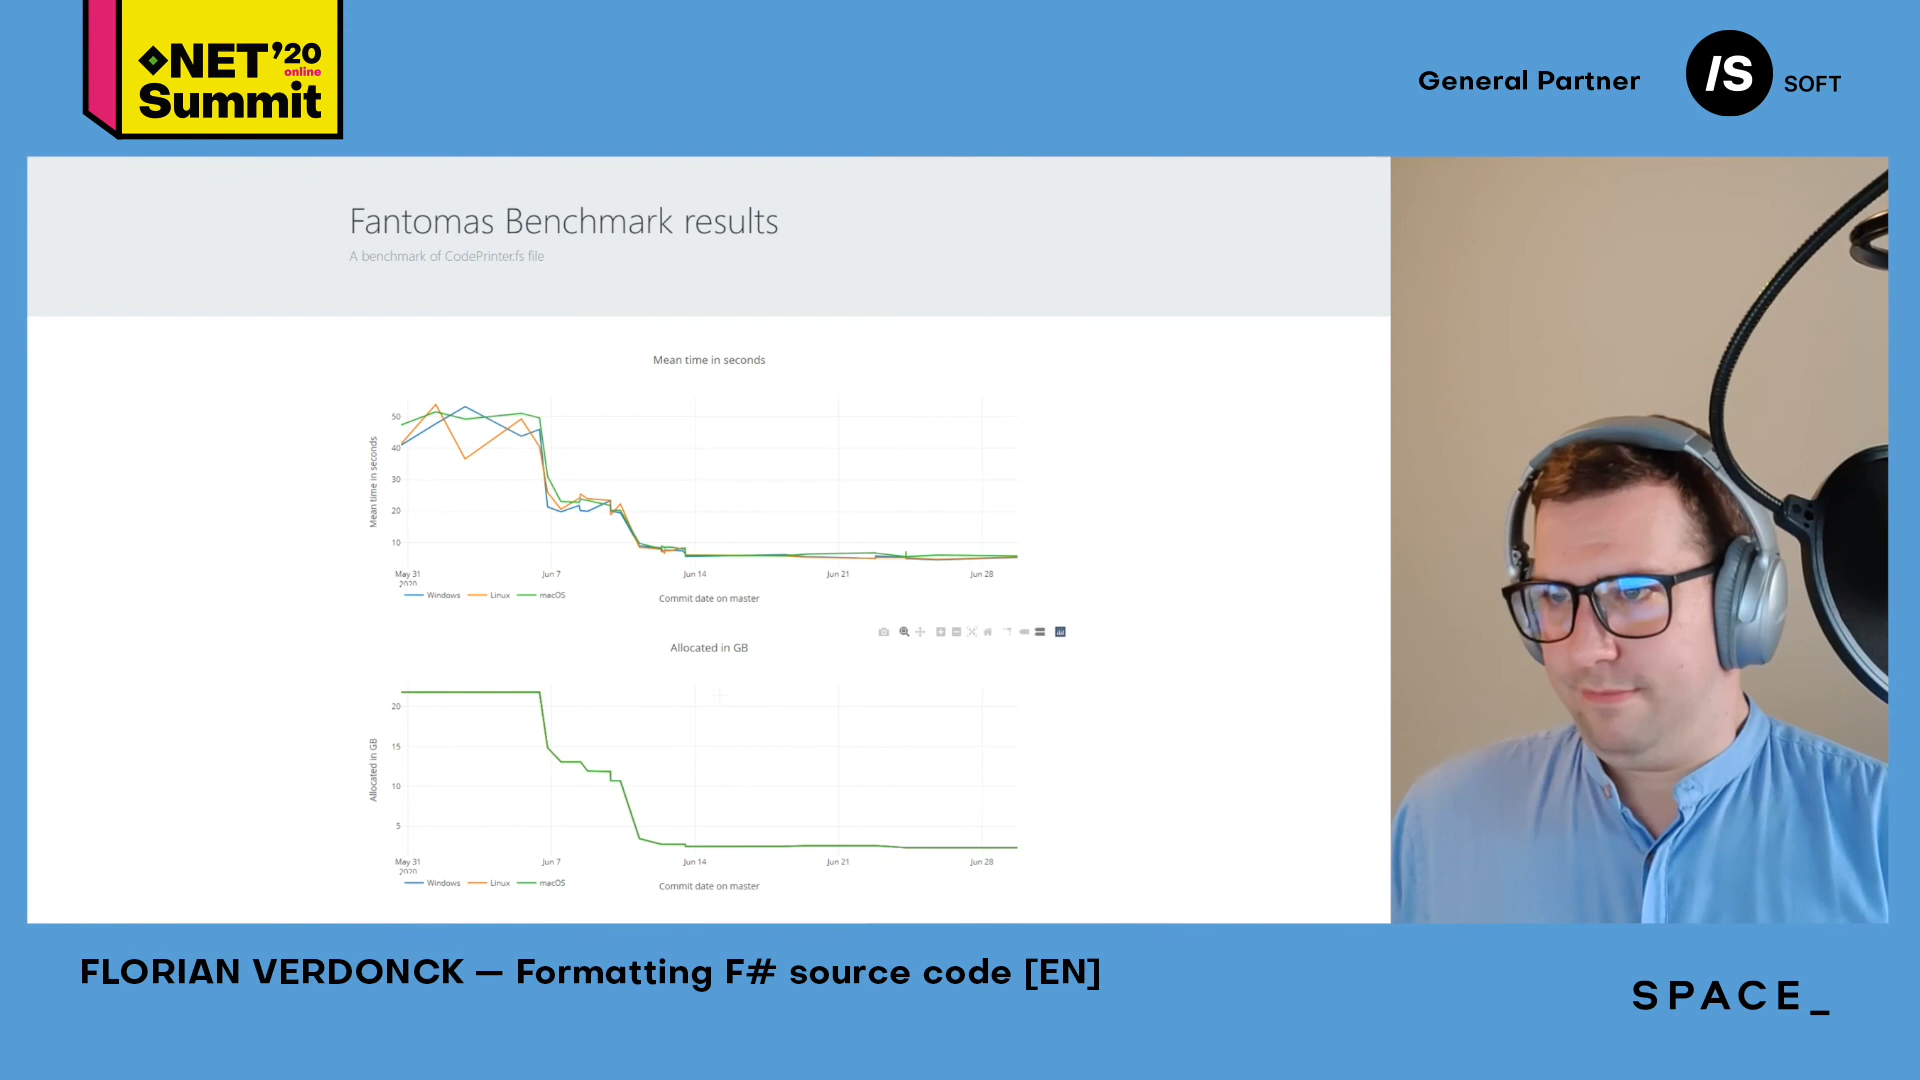 .NET '20
online
Summit
General Partner
/S SOFT
Fantomas Benchmark results
A benchmark of CodePrinter.fs file
Mean time in seconds
Mean time in seconds
50
40
30
20
10
May 31
2020
Jun 7
Jun 14
Jun 21
Jun 28
Windows Linux macOS
Commit date on master
Allocated in GB
Allocated in GB
20
15
10
5
May 31
2020
Jun 7
Jun 14
Jun 21
Jun 28
Windows Linux macOS
Commit date on master
FLORIAN VERDONCK — Formatting F# source code [EN]
SPACE_